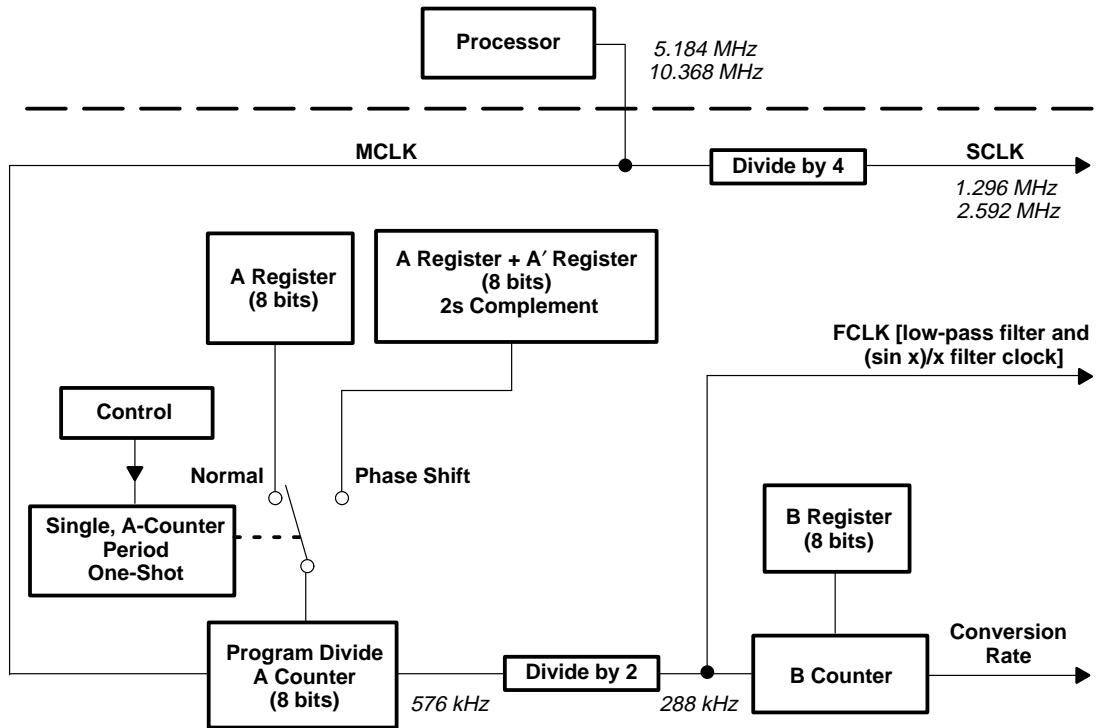 Processor
5.184 MHz
10.368 MHz
MCLK
Divide by 4
SCLK
1.296 MHz
2.592 MHz
A Register
(8 bits)
A Register + A′ Register
(8 bits)
2s Complement
FCLK [low-pass filter and
(sin x)/x filter clock]
Control
Normal
Phase Shift
Single, A-Counter
Period
One-Shot
B Register
(8 bits)
Program Divide
A Counter
(8 bits)
576 kHz
Divide by 2
288 kHz
B Counter
Conversion
Rate